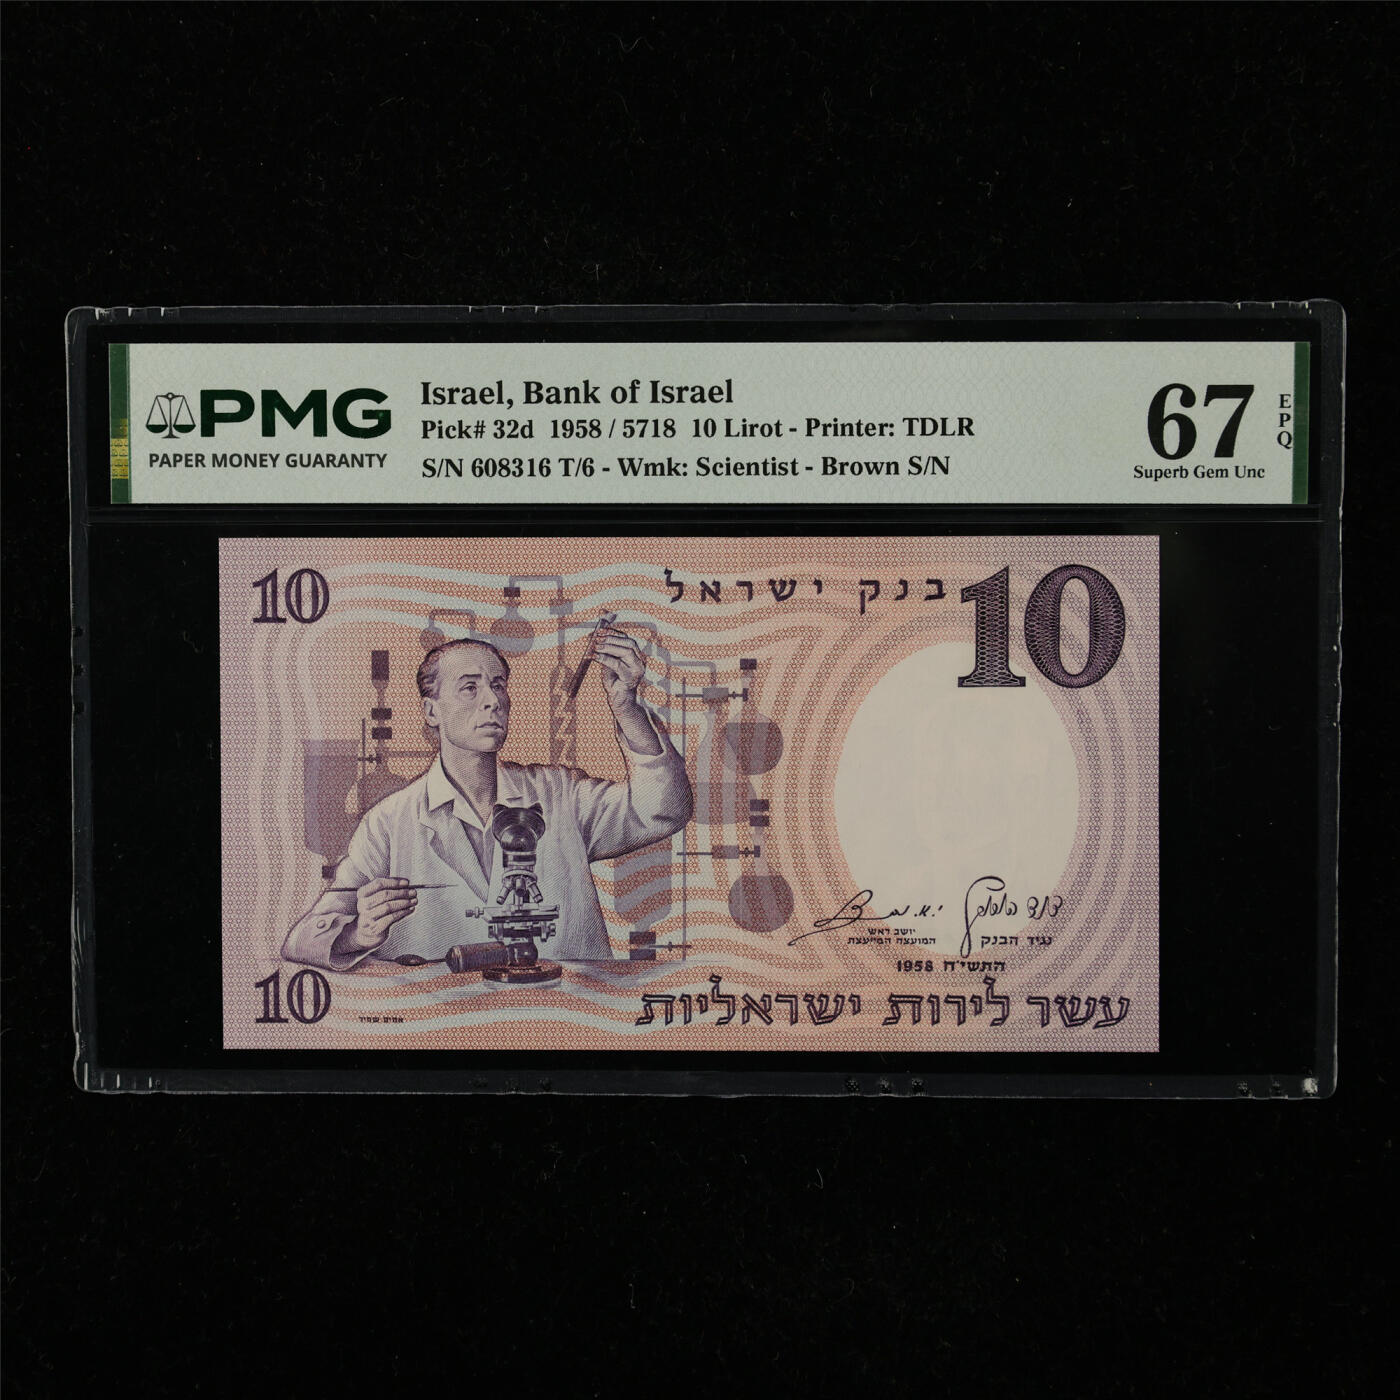 PMG
PAPER MONEY GUARANTY
Israel, Bank of Israel
Pick# 32d 1958 / 5718 10 Lirot - Printer: TDLR
S/N 608316 T/6 - Wmk: Scientist - Brown S/N
67
EPQ
Superb Gem Unc
10
בנק ישראל
10
יושב ראש
המועצה המייעצת
נגיד הבנק
התשי״ח 1958
10
עשר לירות ישראליות